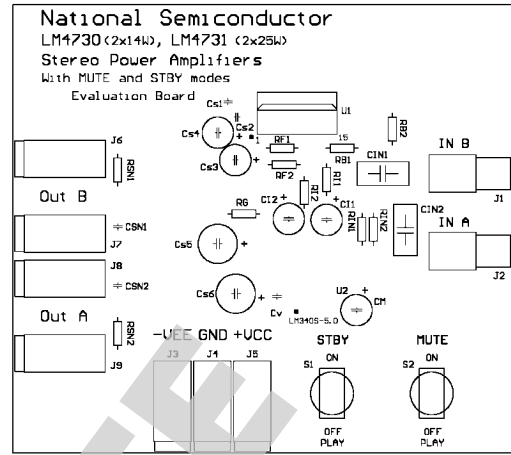 National Semiconductor
LM4730 (2x14W), LM4731 (2x25W)
Stereo Power Amplifiers
With MUTE and STBY modes
Evaluation Board
Cs1
U1
Cs2
Cs4
1
15
RB2
J6
RF1
RB1
IN B
Cs3
RSN1
RF2
CIN1
RI1
RI2
J1
Out B
CI2
CI1
CIN2
RG
RIN1
RIN2
IN A
CSN1
J7
Cs5
J8
J2
CSN2
Cs6
U2
Cv
CM
LM340S-5.0
Out A
RSN2
-VEE GND +VCC
STBY
MUTE
J3
J4
J5
ON
ON
J9
S1
S2
OFF
OFF
PLAY
PLAY